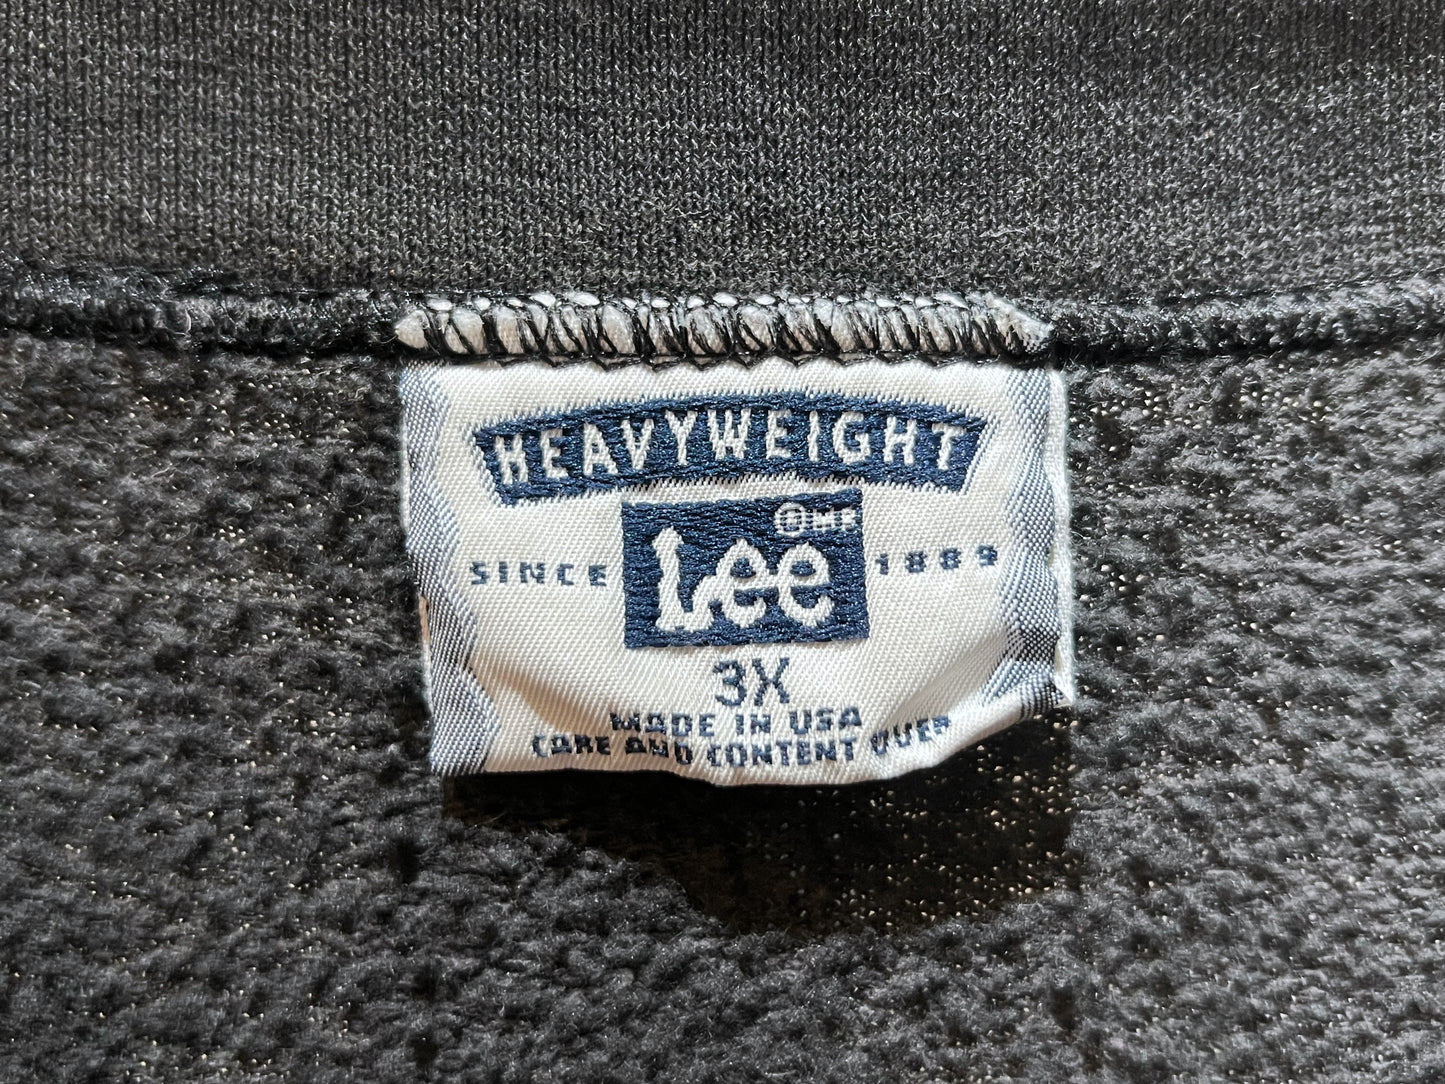 HEAVYWEIGHT
® MR
Lee
SINCE 1889
3X
MADE IN USA
CARE AND CONTENT OVER